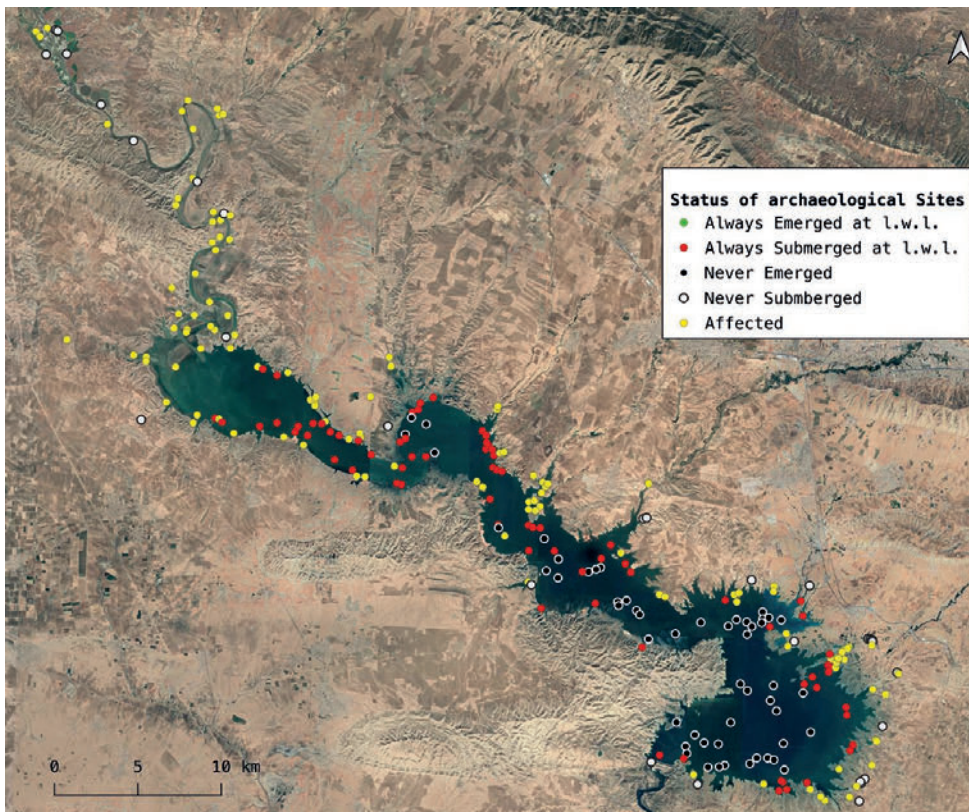 Status of archaeological Sites
Always Emerged at l.w.l.
Always Submerged at l.w.l.
Never Emerged
Never Submberged
Affected
0 5 10 km